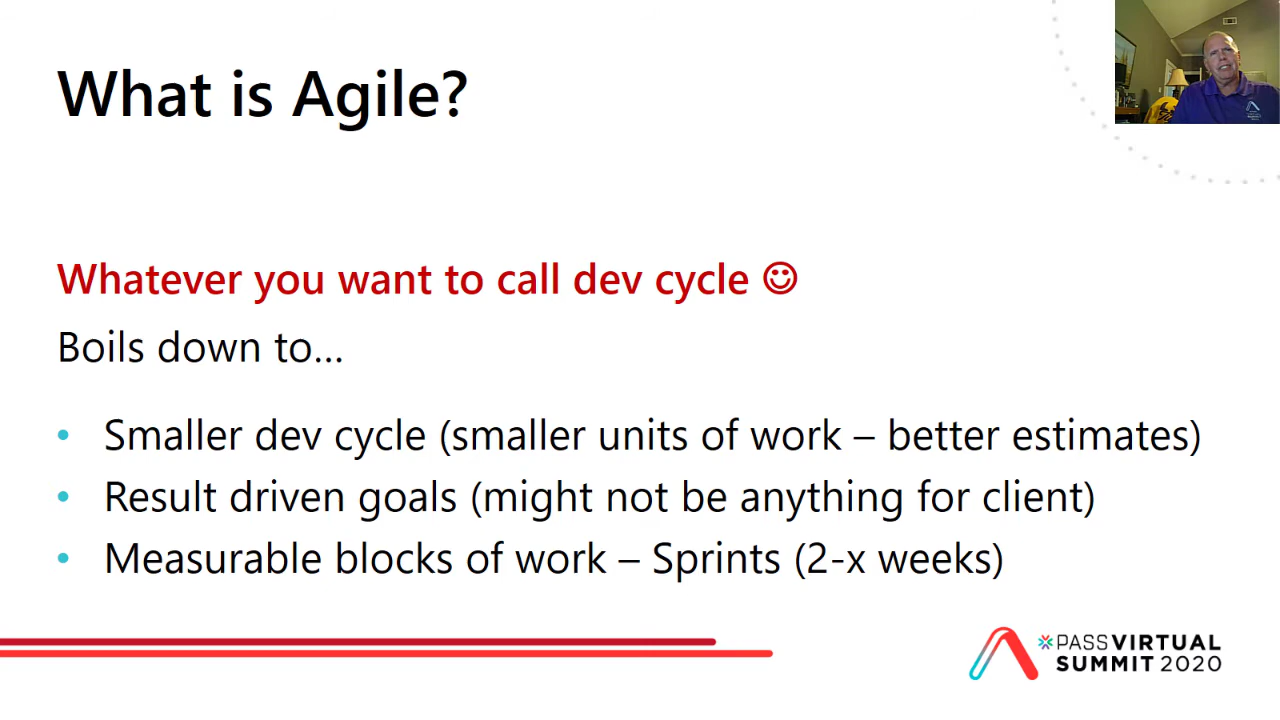 What is Agile?
Whatever you want to call dev cycle ☺
Boils down to…
• Smaller dev cycle (smaller units of work – better estimates)
• Result driven goals (might not be anything for client)
• Measurable blocks of work – Sprints (2-x weeks)
PASS VIRTUAL
SUMMIT 2020